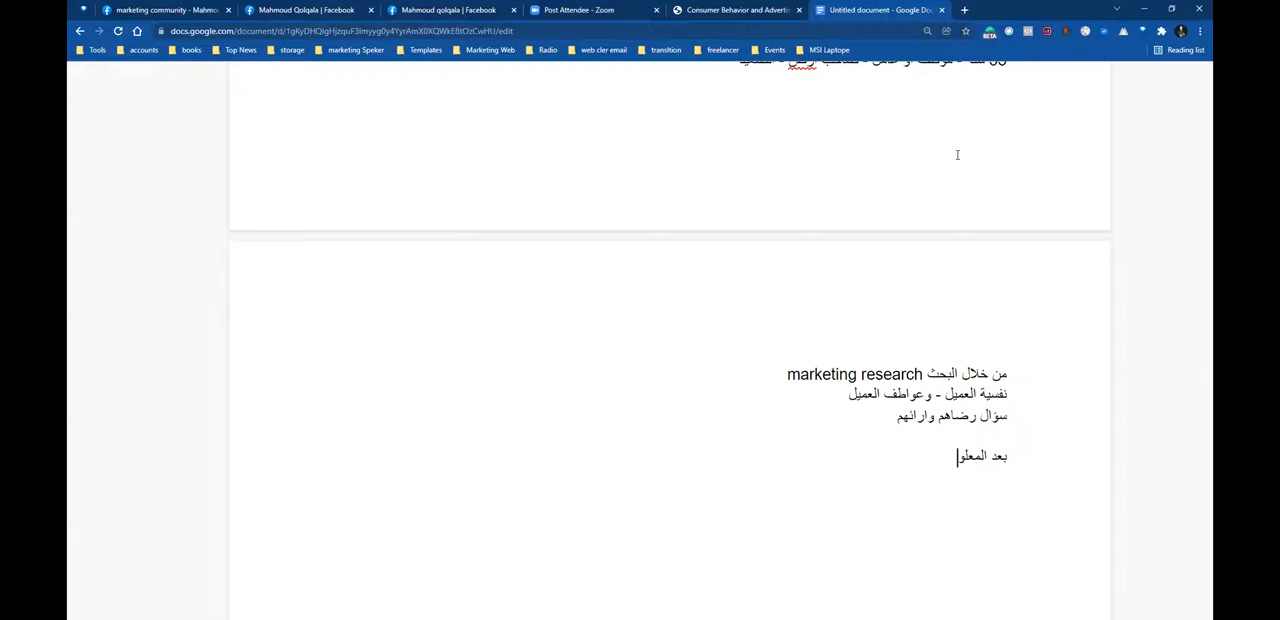 marketing community - Mahmo
Mahmoud Qolqala | Facebook
Mahmoud qolqala | Facebook
Post Attendee - Zoom
Consumer Behavior and Adverti
Untitled document - Google Doc
docs.google.com/document/d/1gKyDHQlgHjzquF3Imyyg0y4YyrAmX0XQWkE8tOzCwHU/edit
BETA
Tools
accounts
books
Top News
storage
marketing Speker
Templates
Marketing Web
Radio
web cler email
transition
freelancer
Events
MSI Laptope
Reading list
من خلال البحث marketing research
نفسية العميل - وعواطف العميل
سؤال رضاهم وارائهم
بعد المعلو